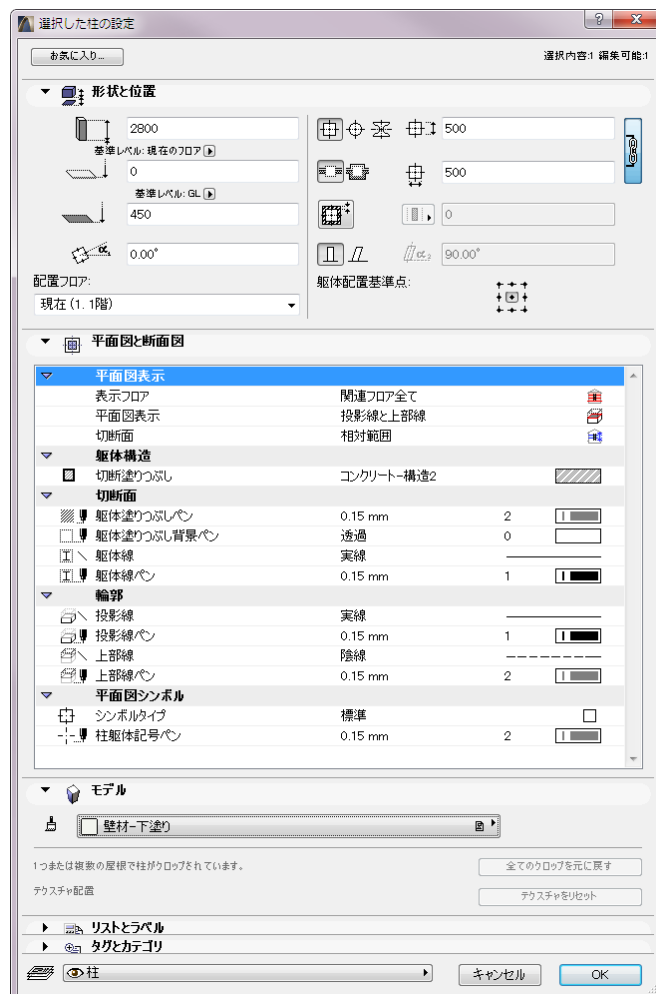 選択した柱の設定
お気に入り...
選択内容:1 編集可能:1
形状と位置
2800
基準レベル:現在のフロア
0
基準レベル:GL
450
α1 0.00°
配置フロア:
現在 (1. 1階)
500
500
0
α2 90.00°
躯体配置基準点:
平面図と断面図
平面図表示
表示フロア 関連フロア全て
平面図表示 投影線と上部線
切断面 相対範囲
躯体構造
切断塗りつぶし コンクリート-構造2
切断面
躯体塗りつぶしペン 0.15 mm 2
躯体塗りつぶし背景ペン 透過 0
躯体線 実線
躯体線ペン 0.15 mm 1
輪郭
投影線 実線
投影線ペン 0.15 mm 1
上部線 陰線
上部線ペン 0.15 mm 2
平面図シンボル
シンボルタイプ 標準
柱躯体記号ペン 0.15 mm 2
モデル
壁材-下塗り
1つまたは複数の屋根で柱がクロップされています。
全てのクロップを元に戻す
テクスチャ配置
テクスチャをリセット
リストとラベル
タグとカテゴリ
柱
キャンセル
OK